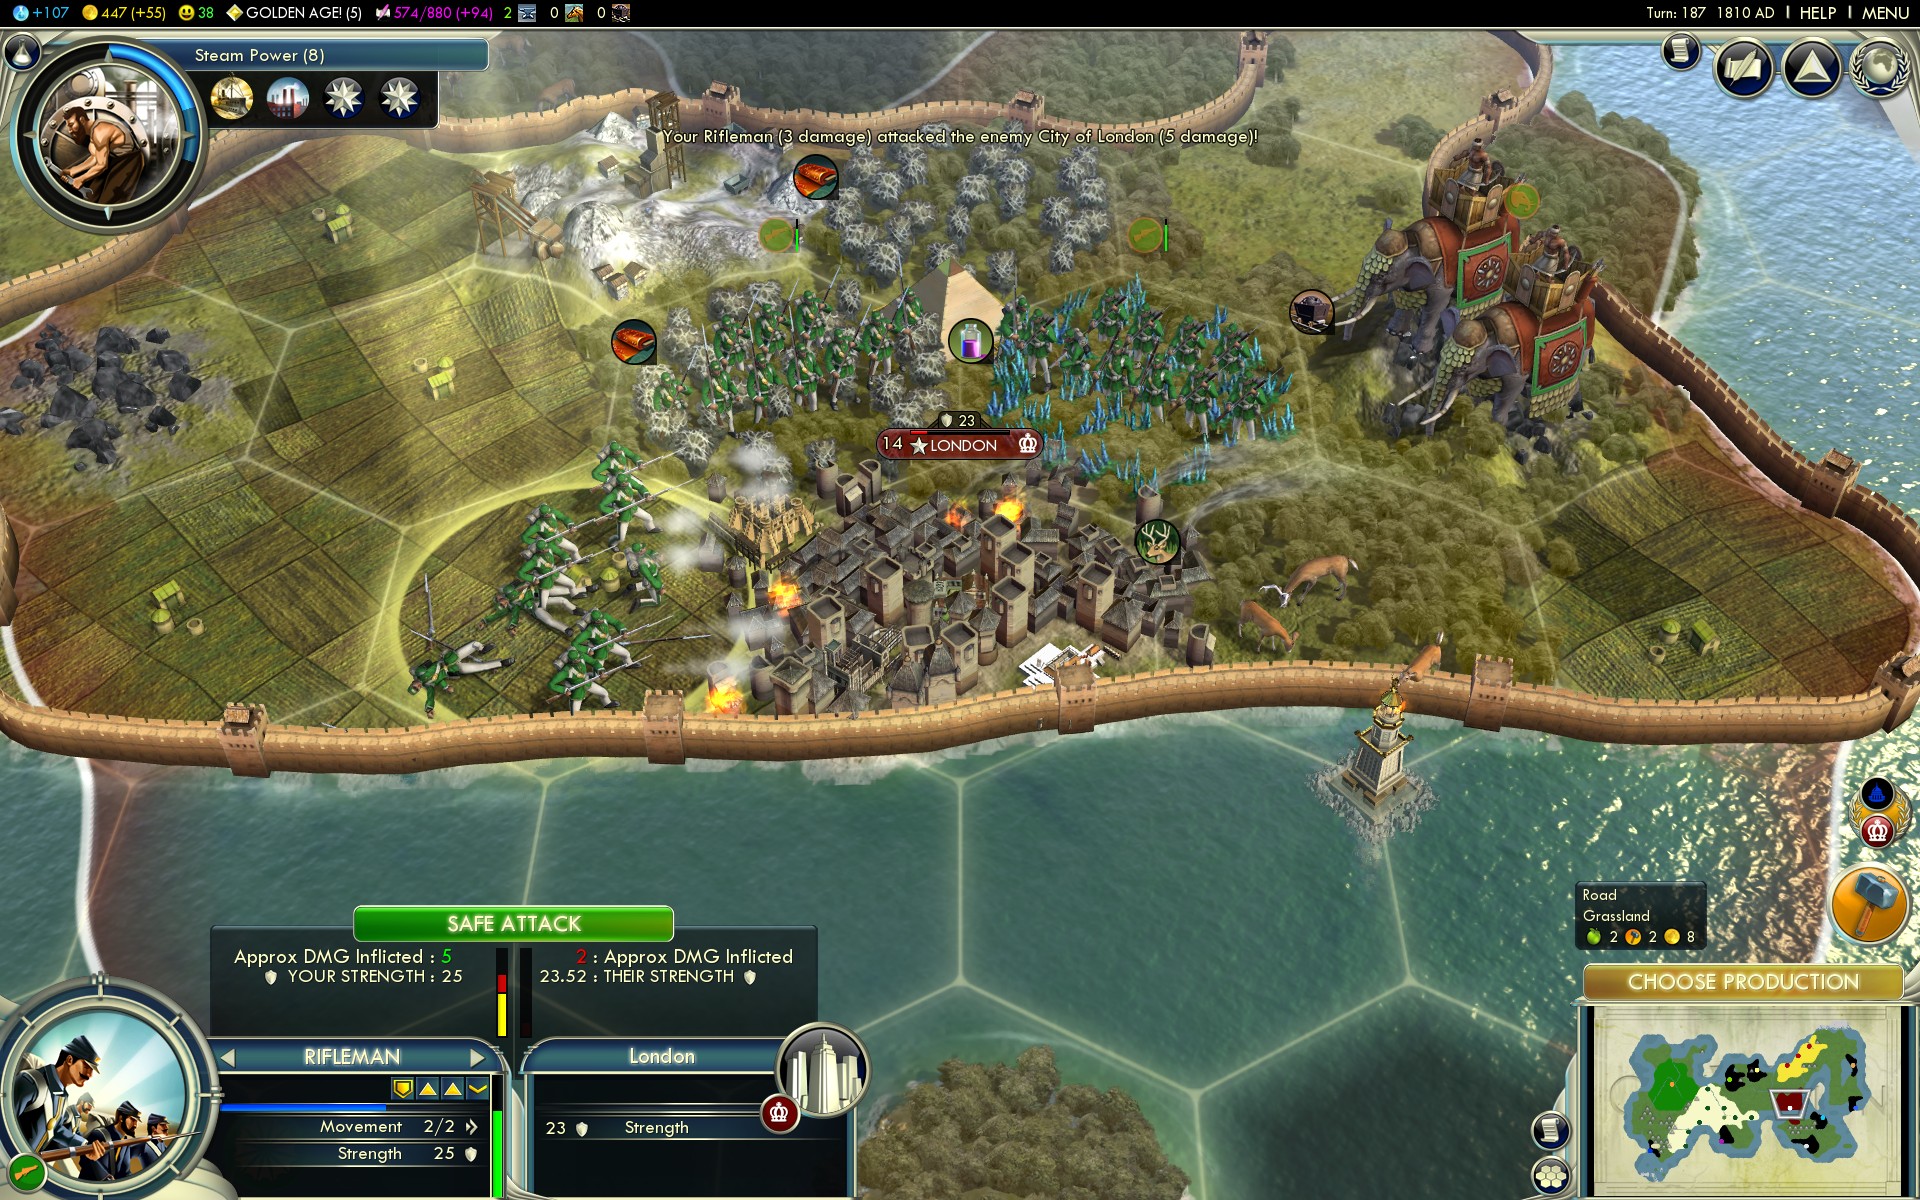 +107 447 (+55) 38 GOLDEN AGE! (5) 574/880 (+94) 2 0 0
Turn: 187 1810 AD | HELP | MENU
Steam Power (8)
Your Rifleman (3 damage) attacked the enemy City of London (5 damage)!
23
14 LONDON
Road
Grassland
2 2 8
CHOOSE PRODUCTION
SAFE ATTACK
Approx DMG Inflicted : 5
2 : Approx DMG Inflicted
YOUR STRENGTH : 25
23.52 : THEIR STRENGTH
RIFLEMAN
Movement 2/2
Strength 25
London
23 Strength